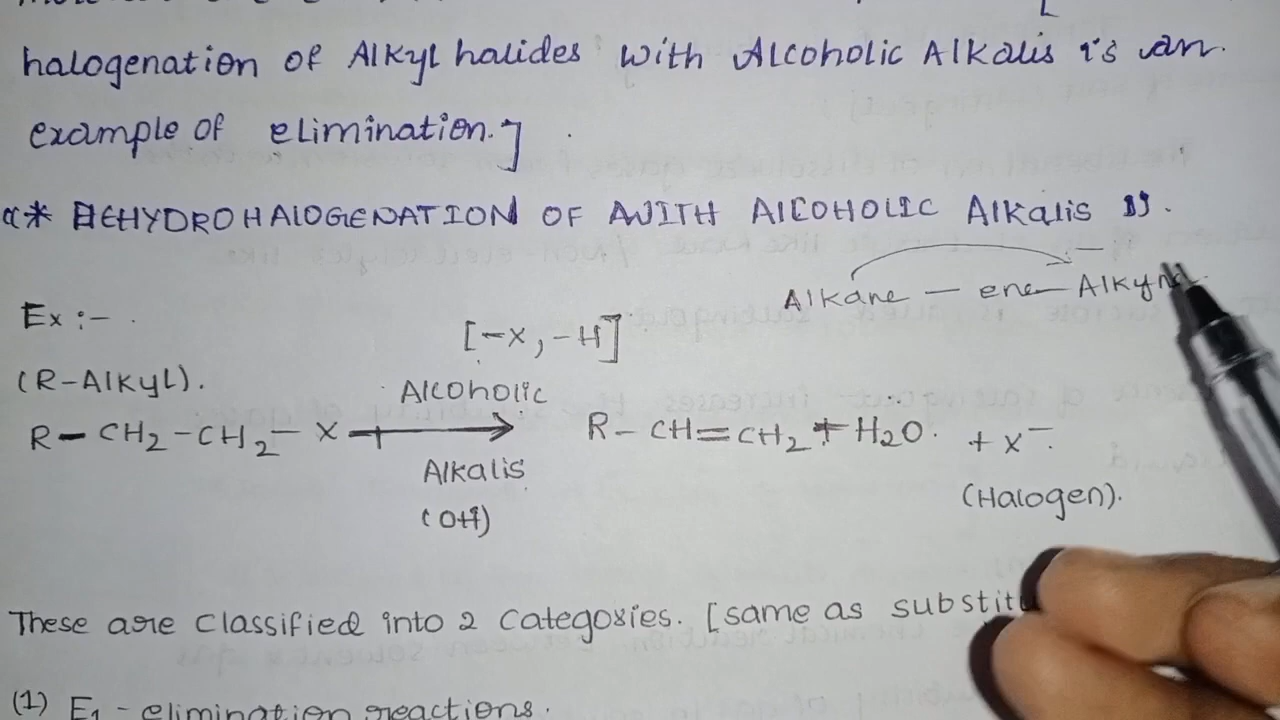 halogenation of Alkyl halides with Alcoholic Alkalis is an
example of elimination.]
"* DEHYDROHALOGENATION OF WITH ALCOHOLIC Alkalis ".
Alkane — ene — Alkyne
Ex :-
[-X, -H]
(R-Alkyl).
Alcoholic
R - CH2 - CH2 - X → R - CH = CH2 + H2O. + X⁻.
Alkalis
(Halogen).
(OH)
These are classified into 2 categories. [same as
(1) E1 - elimination reactions.